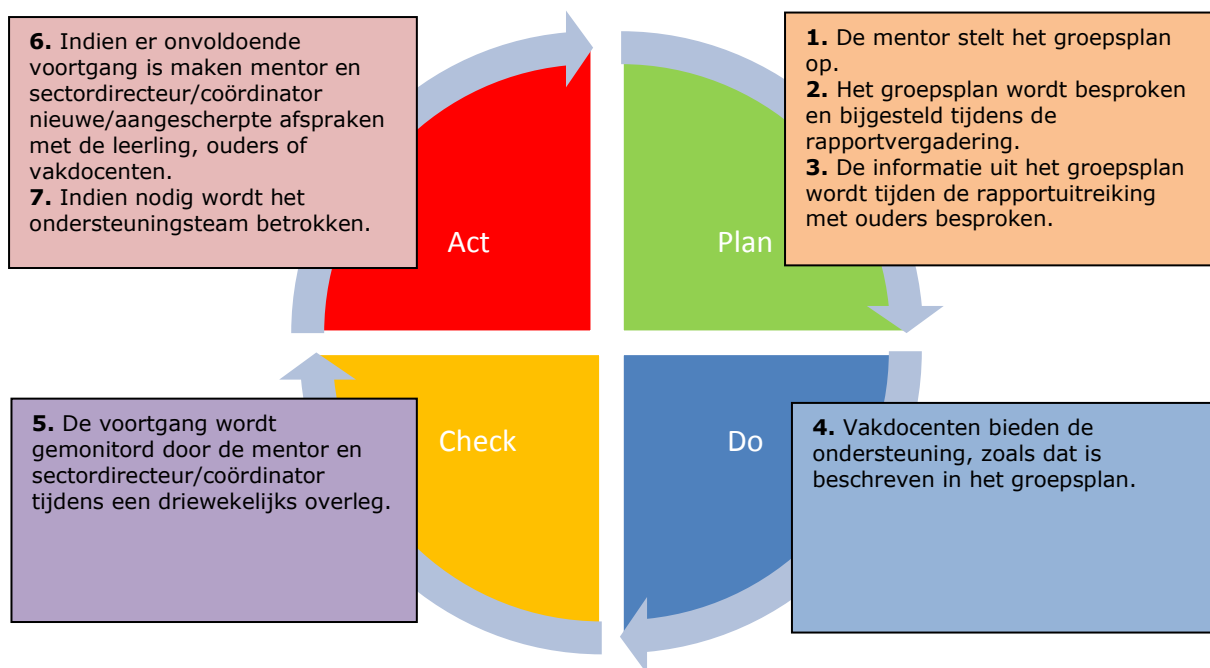 1. De mentor stelt het groepsplan
op.
2. Het groepsplan wordt besproken
en bijgesteld tijdens de
rapportvergadering.
3. De informatie uit het groepsplan
wordt tijden de rapportuitreiking
met ouders besproken.
Plan
4. Vakdocenten bieden de
ondersteuning, zoals dat is
beschreven in het groepsplan.
Do
5. De voortgang wordt
gemonitord door de mentor en
sectordirecteur/coördinator
tijdens een driewekelijks overleg.
Check
6. Indien er onvoldoende
voortgang is maken mentor en
sectordirecteur/coördinator
nieuwe/aangescherpte afspraken
met de leerling, ouders of
vakdocenten.
7. Indien nodig wordt het
ondersteuningsteam betrokken.
Act